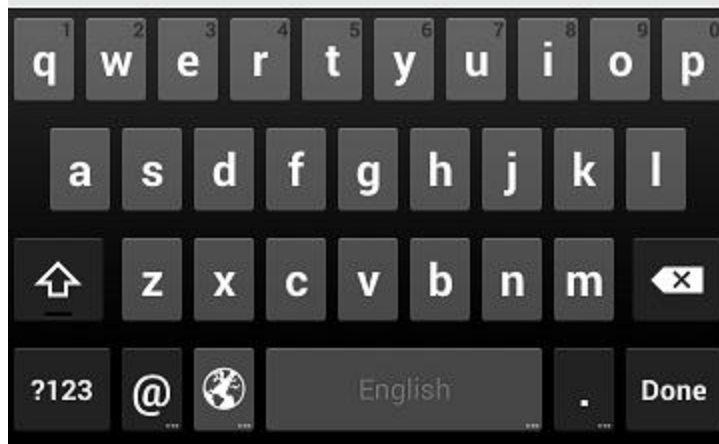 1 2 3 4 5 6 7 8 9 0
q w e r t y u i o p
a s d f g h j k l
z x c v b n m
?123 @ English . Done